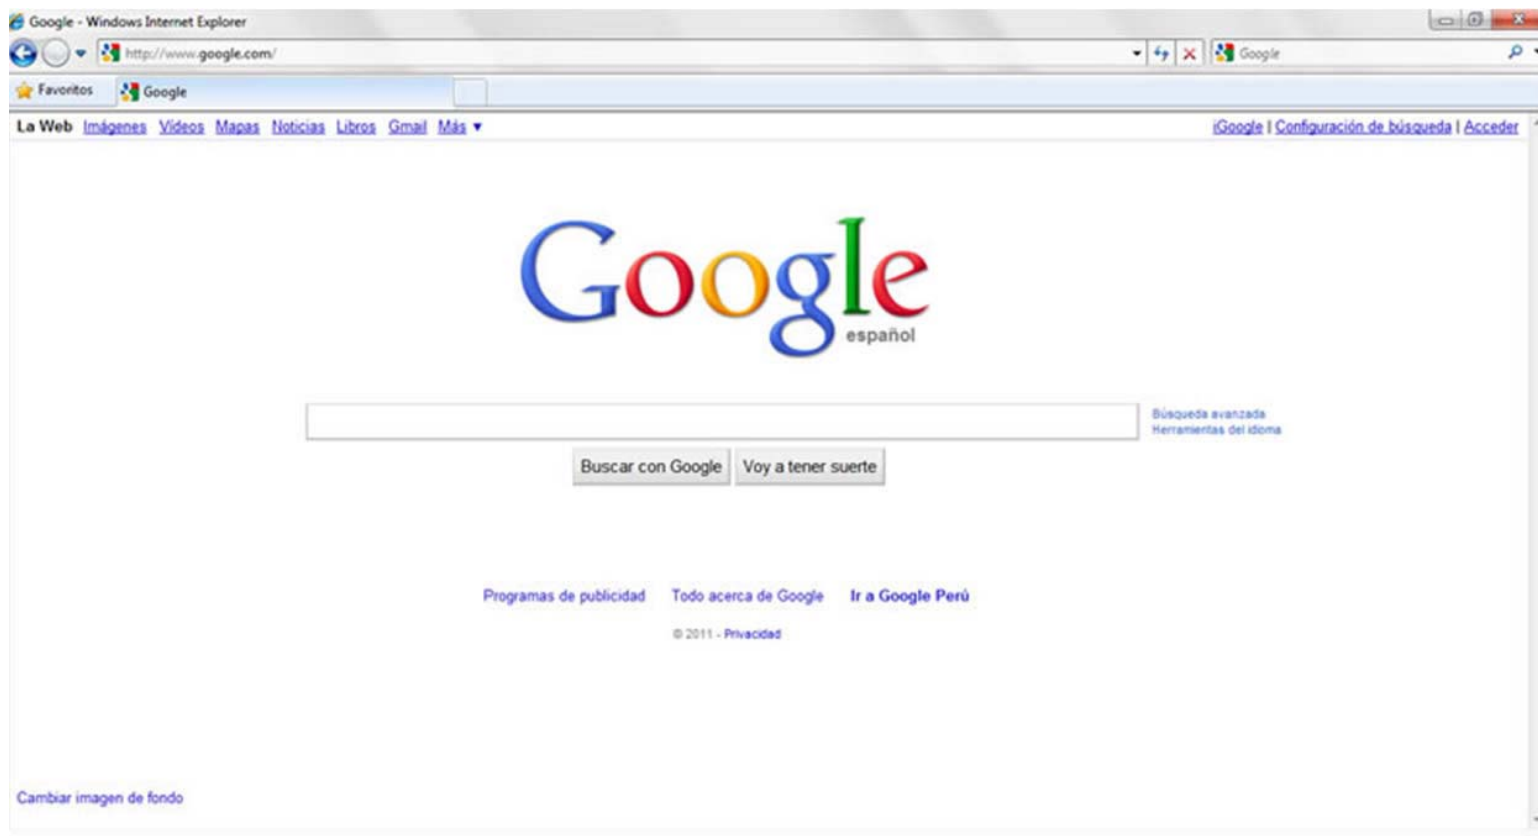 Google - Windows Internet Explorer
http://www.google.com/ Google
Favoritos Google
La Web Imágenes Vídeos Mapas Noticias Libros Gmail Más ▼ iGoogle | Configuración de búsqueda | Acceder
Google
español
Búsqueda avanzada
Herramientas del idioma
Buscar con Google Voy a tener suerte
Programas de publicidad Todo acerca de Google Ir a Google Perú
© 2011 - Privacidad
Cambiar imagen de fondo